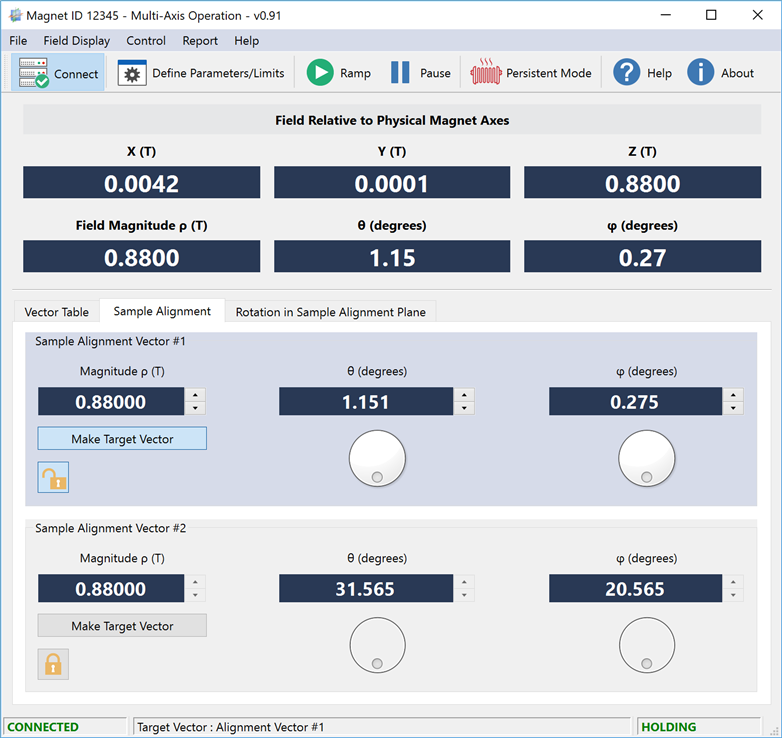 Magnet ID 12345 - Multi-Axis Operation - v0.91
File Field Display Control Report Help
Connect Define Parameters/Limits Ramp Pause Persistent Mode Help About
Field Relative to Physical Magnet Axes
X (T) Y (T) Z (T)
0.0042 0.0001 0.8800
Field Magnitude ρ (T) θ (degrees) φ (degrees)
0.8800 1.15 0.27
Vector Table Sample Alignment Rotation in Sample Alignment Plane
Sample Alignment Vector #1
Magnitude ρ (T) θ (degrees) φ (degrees)
0.88000 1.151 0.275
Make Target Vector
Sample Alignment Vector #2
Magnitude ρ (T) θ (degrees) φ (degrees)
0.88000 31.565 20.565
Make Target Vector
CONNECTED Target Vector : Alignment Vector #1 HOLDING